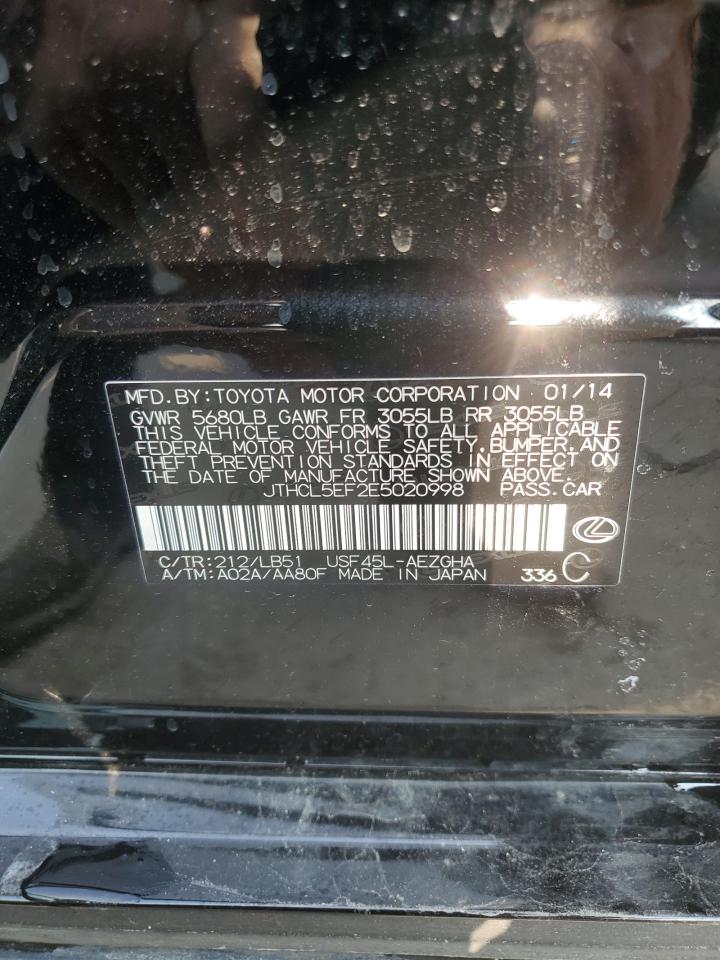 MFD.BY:TOYOTA MOTOR CORPORATION 01/14
GVWR 5680LB GAWR FR 3055LB RR 3055LB
THIS VEHICLE CONFORMS TO ALL APPLICABLE
FEDERAL MOTOR VEHICLE SAFETY,BUMPER,AND
THEFT PREVENTION STANDARDS IN EFFECT ON
THE DATE OF MANUFACTURE SHOWN ABOVE.
JTHCL5EF2E5020998 PASS.CAR
C/TR:212/LB51 USF45L-AEZGHA
A/TM:A02A/AA80F MADE IN JAPAN 336 C